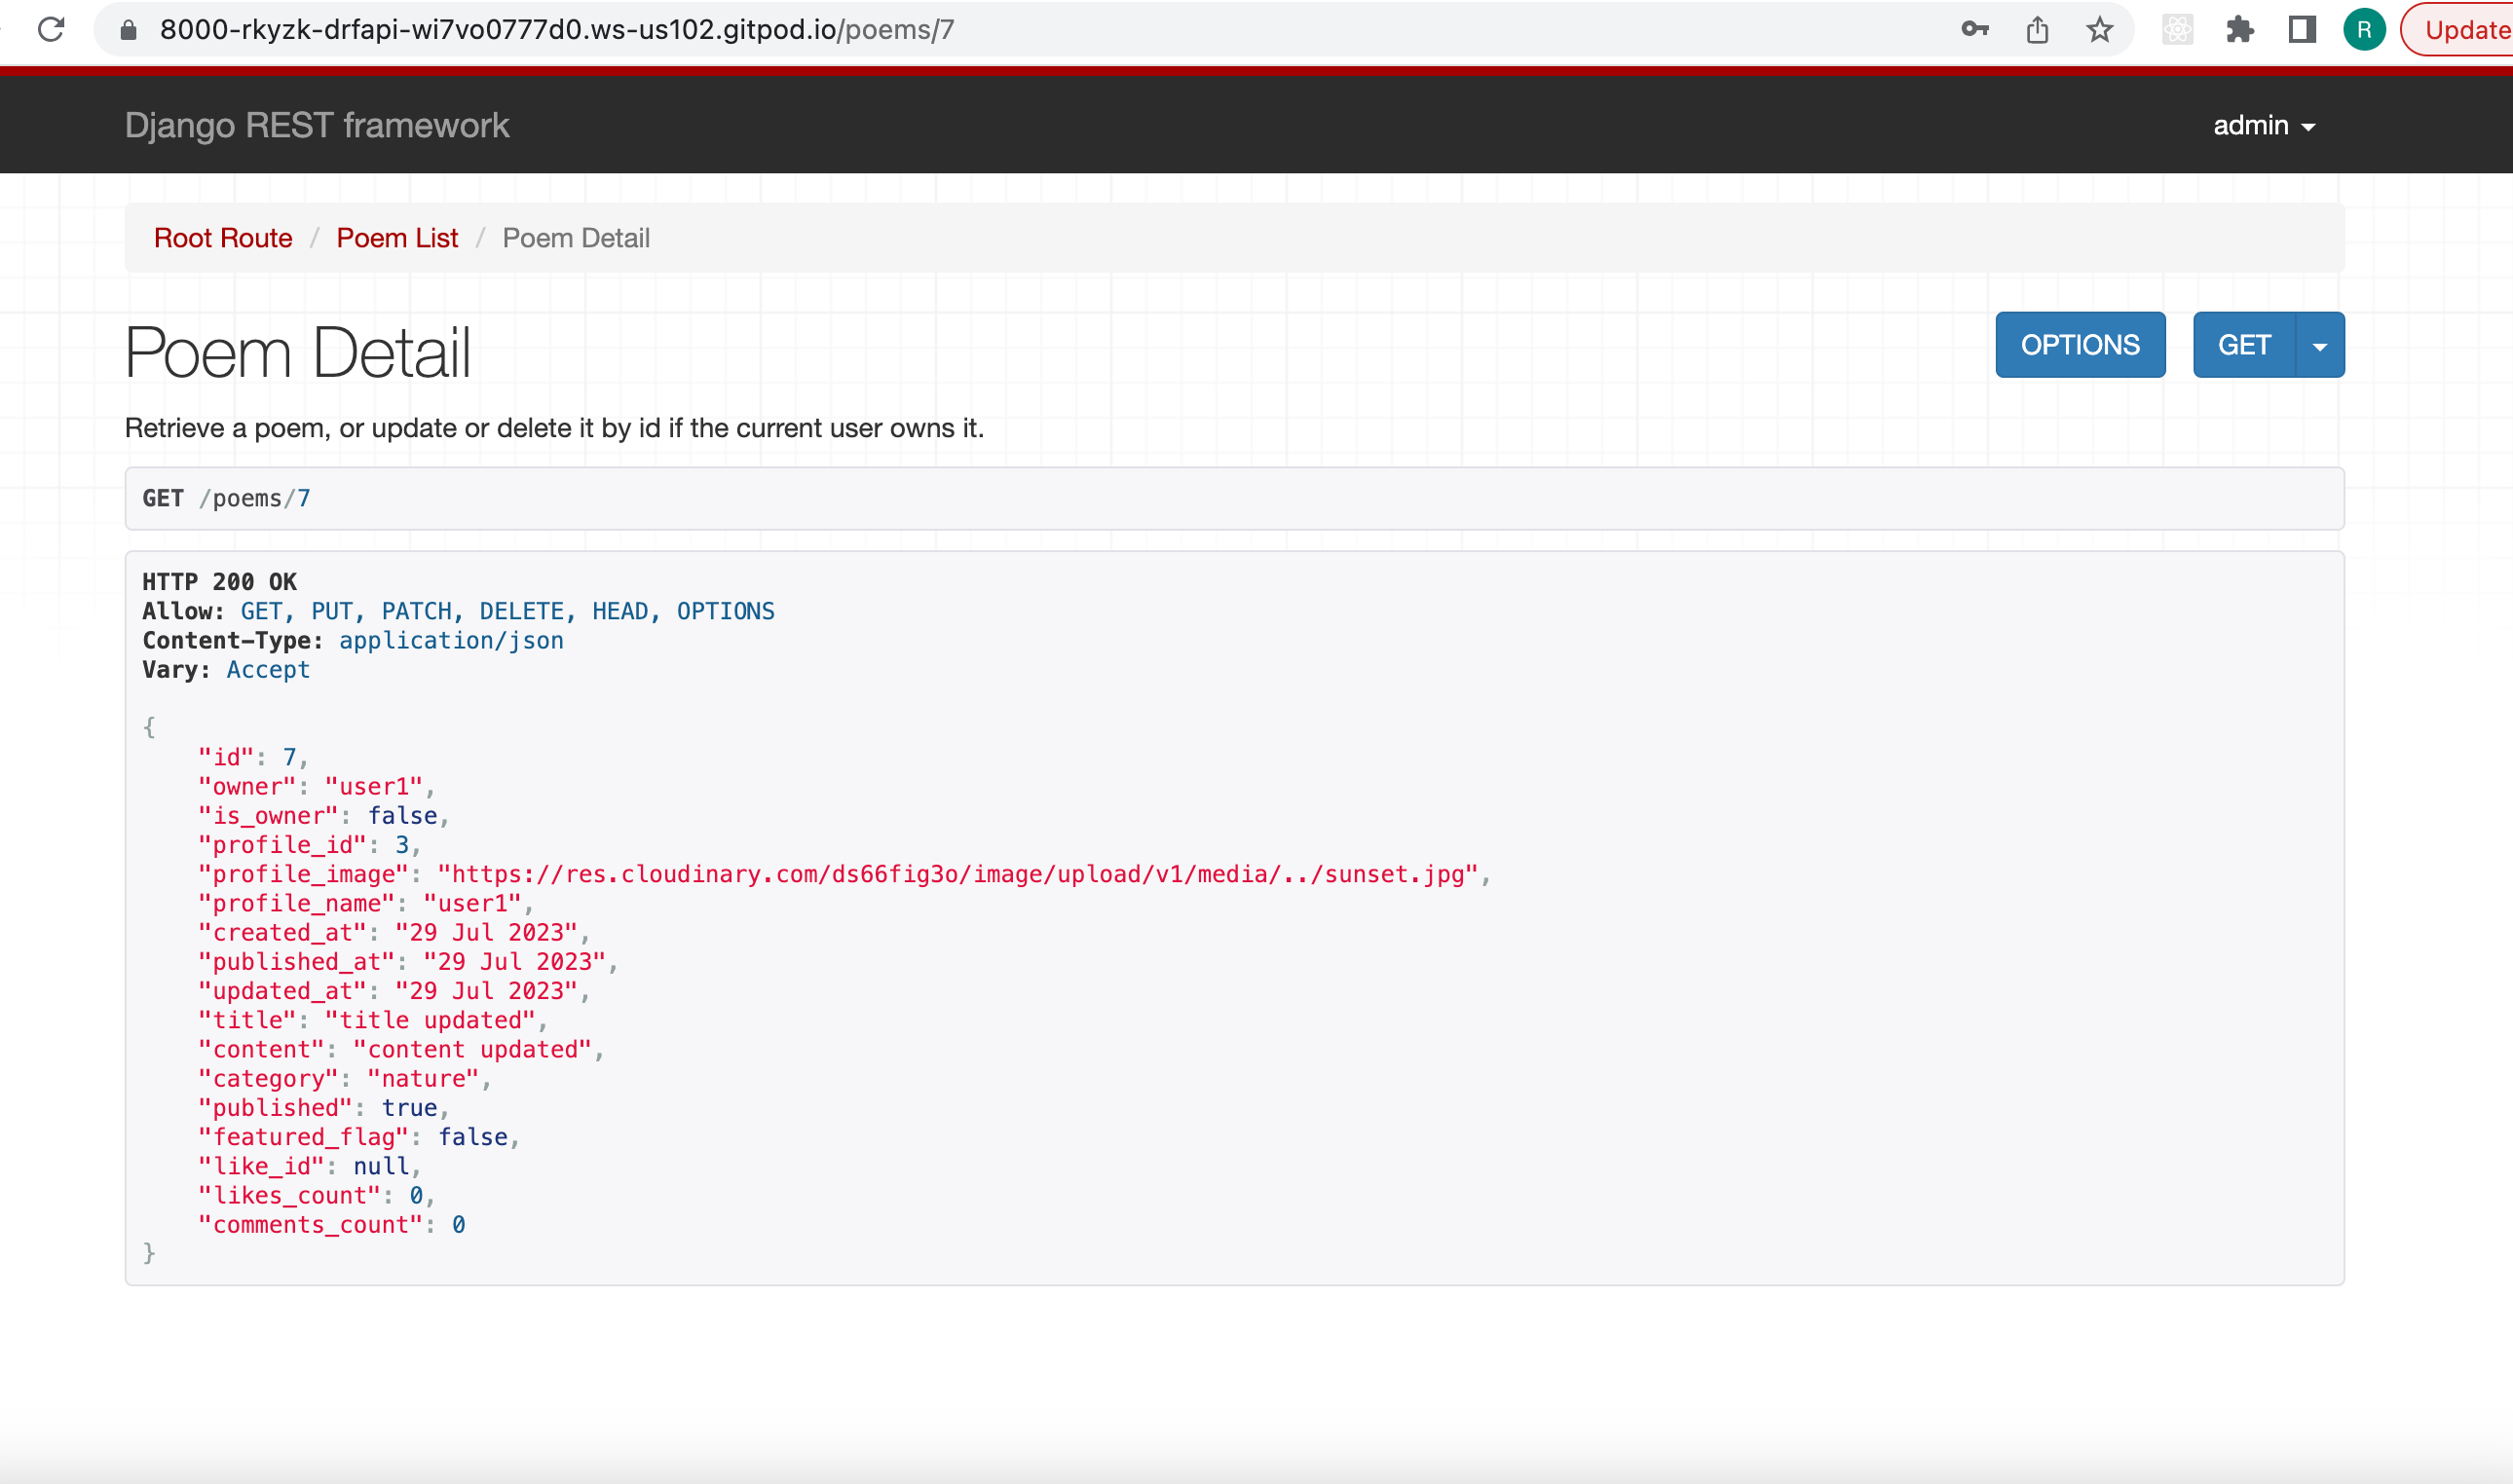 8000-rkyzk-drfapi-wi7vo0777d0.ws-us102.gitpod.io/poems/7
R
Update
Django REST framework
admin
Root Route / Poem List / Poem Detail
Poem Detail
OPTIONS
GET
Retrieve a poem, or update or delete it by id if the current user owns it.
GET /poems/7
HTTP 200 OK
Allow: GET, PUT, PATCH, DELETE, HEAD, OPTIONS
Content-Type: application/json
Vary: Accept
{
    "id": 7,
    "owner": "user1",
    "is_owner": false,
    "profile_id": 3,
    "profile_image": "https://res.cloudinary.com/ds66fig3o/image/upload/v1/media/../sunset.jpg",
    "profile_name": "user1",
    "created_at": "29 Jul 2023",
    "published_at": "29 Jul 2023",
    "updated_at": "29 Jul 2023",
    "title": "title updated",
    "content": "content updated",
    "category": "nature",
    "published": true,
    "featured_flag": false,
    "like_id": null,
    "likes_count": 0,
    "comments_count": 0
}